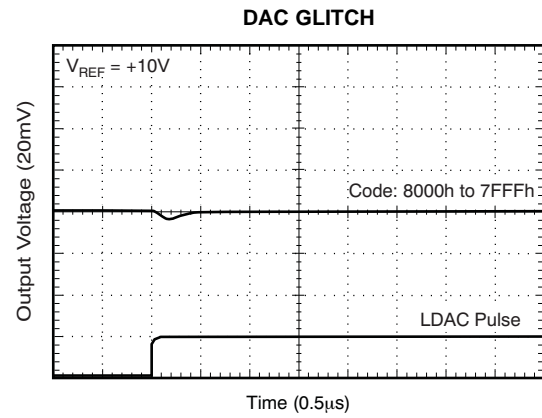 DAC GLITCH
V_REF = +10V
Output Voltage (20mV)
Code: 8000h to 7FFFh
LDAC Pulse
Time (0.5μs)